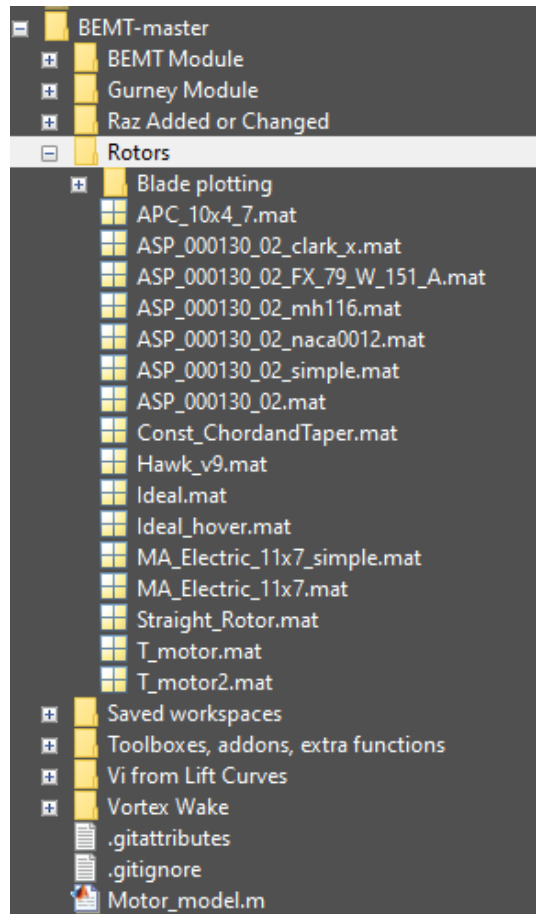 BEMT-master
BEMT Module
Gurney Module
Raz Added or Changed
Rotors
Blade plotting
APC_10x4_7.mat
ASP_000130_02_clark_x.mat
ASP_000130_02_FX_79_W_151_A.mat
ASP_000130_02_mh116.mat
ASP_000130_02_naca0012.mat
ASP_000130_02_simple.mat
ASP_000130_02.mat
Const_ChordandTaper.mat
Hawk_v9.mat
Ideal.mat
Ideal_hover.mat
MA_Electric_11x7_simple.mat
MA_Electric_11x7.mat
Straight_Rotor.mat
T_motor.mat
T_motor2.mat
Saved workspaces
Toolboxes, addons, extra functions
Vi from Lift Curves
Vortex Wake
.gitattributes
.gitignore
Motor_model.m